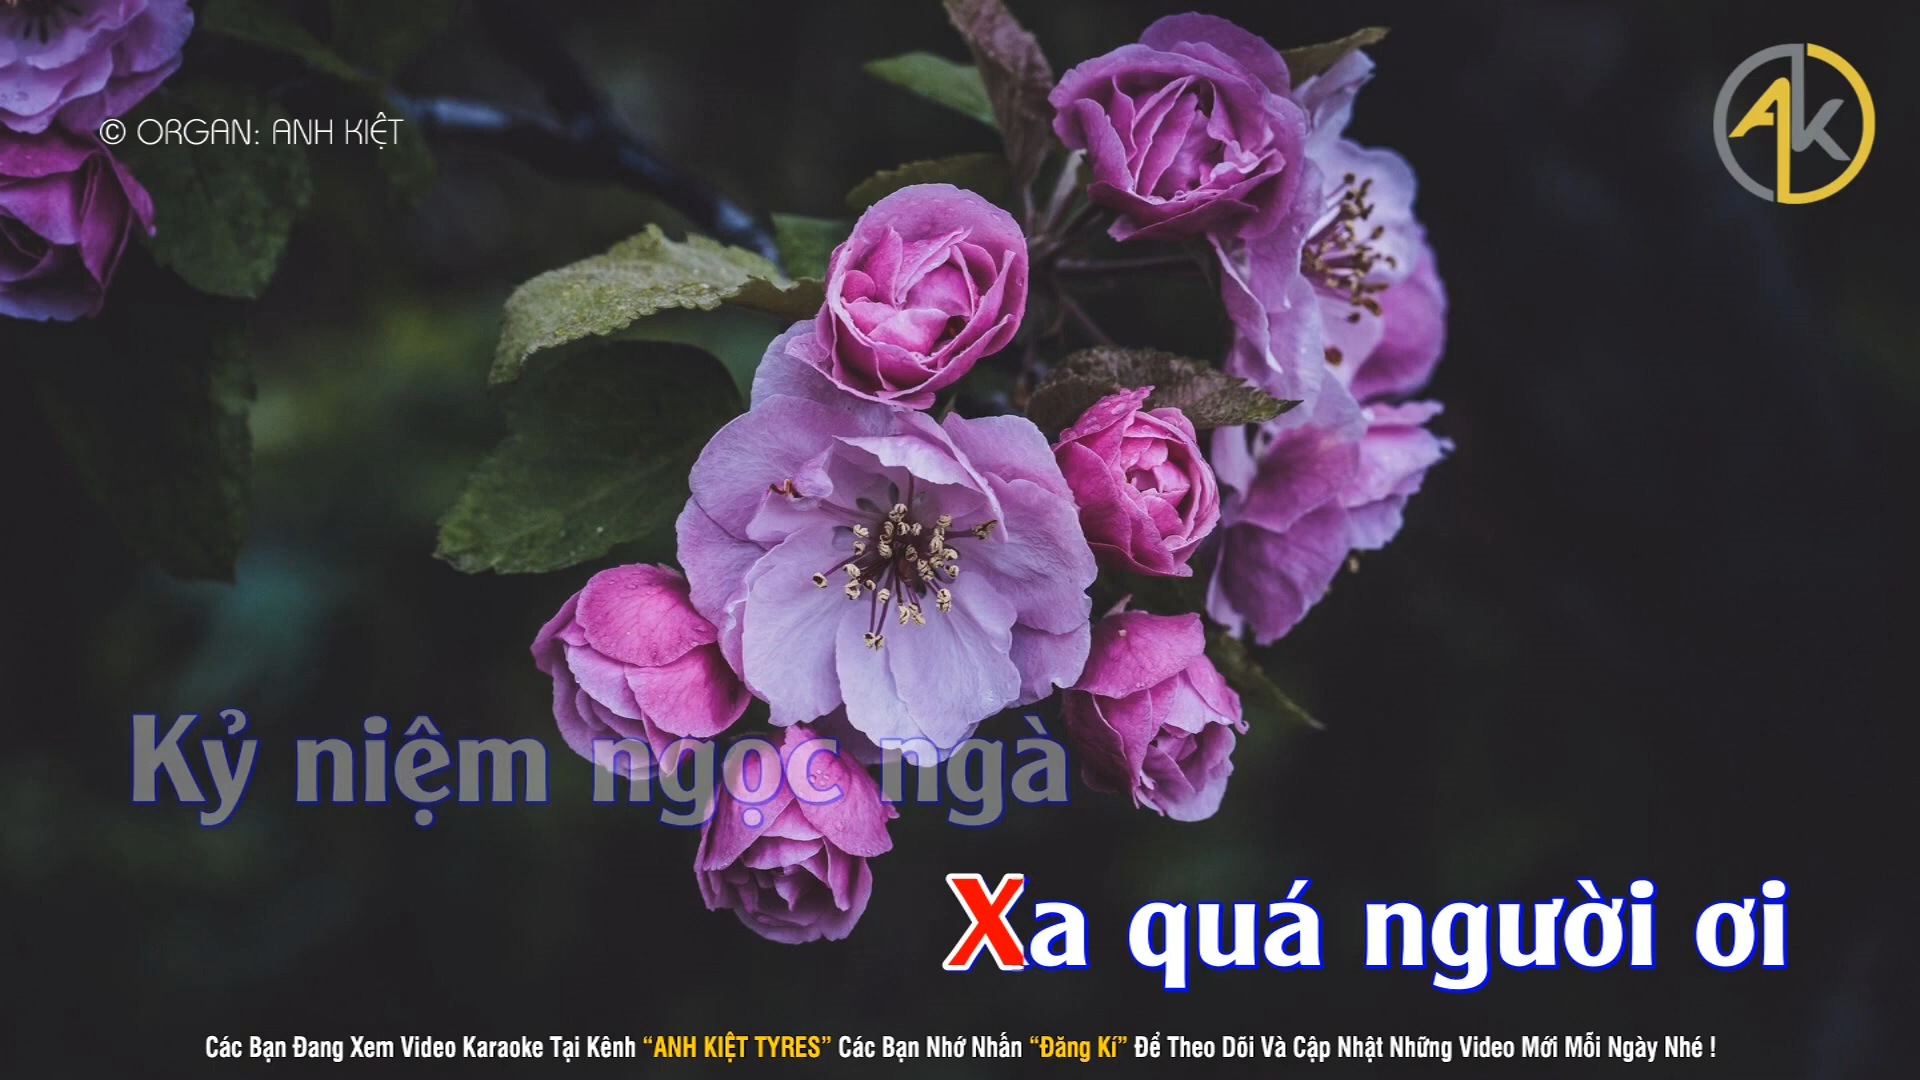 © ORGAN: ANH KIỆT
AK
Kỷ niệm ngọc ngà
Xa quá người ơi
Các Bạn Đang Xem Video Karaoke Tại Kênh “ANH KIỆT TYRES” Các Bạn Nhớ Nhấn “Đăng Kí” Để Theo Dõi Và Cập Nhật Những Video Mới Mỗi Ngày Nhé !